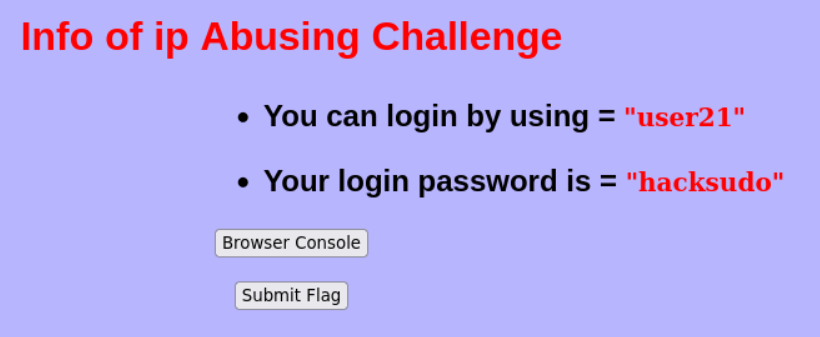 Info of ip Abusing Challenge
You can login by using = "user21"
Your login password is = "hacksudo"
Browser Console
Submit Flag